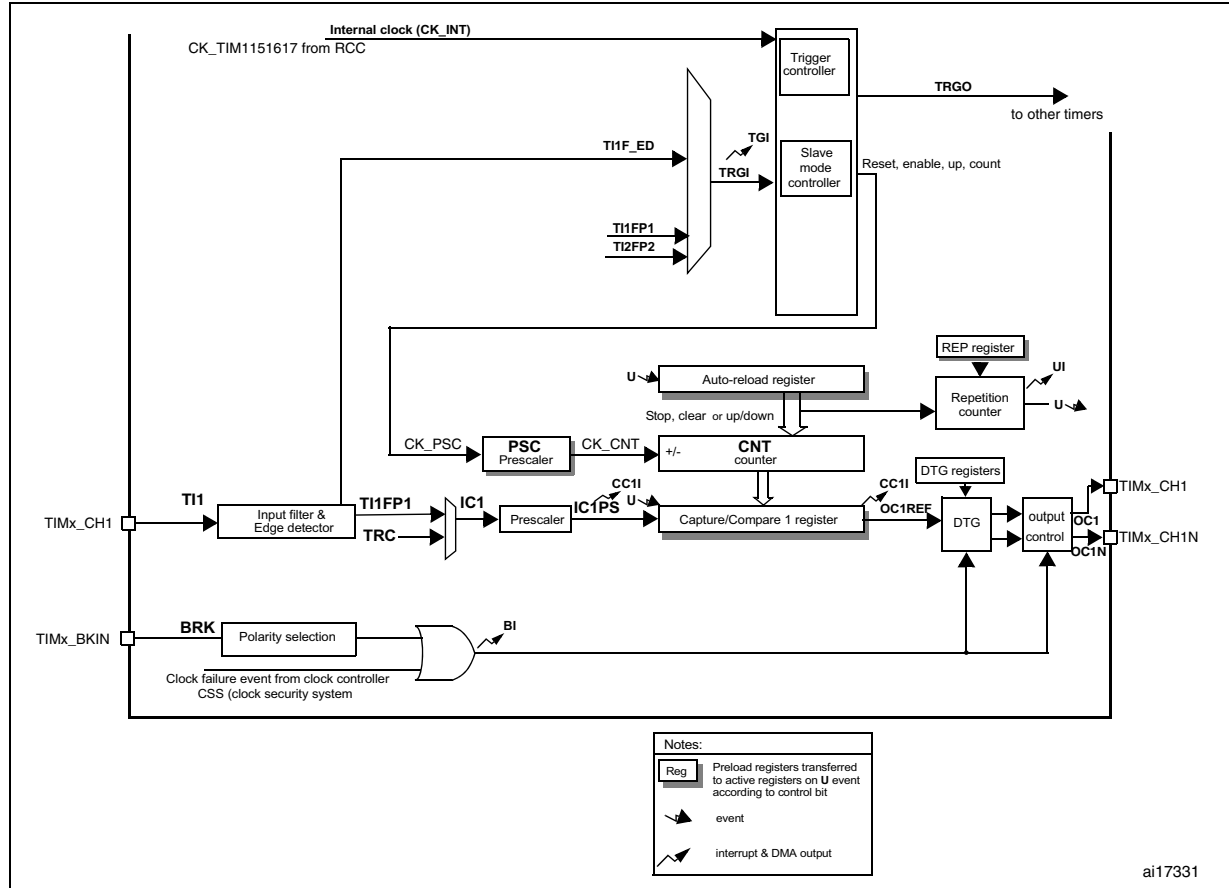 Internal clock (CK_INT)
CK_TIM1151617 from RCC
Trigger
controller
TRGO
to other timers
TI1F_ED
TGI
TRGI
Slave
mode
controller
Reset, enable, up, count
TI1FP1
TI2FP2
REP register
UI
U
Auto-reload register
Repetition
counter
U
Stop, clear or up/down
CK_PSC
PSC
Prescaler
CK_CNT
+/-
CNT
counter
DTG registers
TI1
TIMx_CH1
Input filter &
Edge detector
TI1FP1
TRC
IC1
Prescaler
IC1PS
CC1I
U
Capture/Compare 1 register
CC1I
OC1REF
DTG
output
control
OC1
OC1N
TIMx_CH1
TIMx_CH1N
TIMx_BKIN
BRK
Polarity selection
BI
Clock failure event from clock controller
CSS (clock security system
Notes:
Reg
Preload registers transferred
to active registers on U event
according to control bit
event
interrupt & DMA output
ai17331